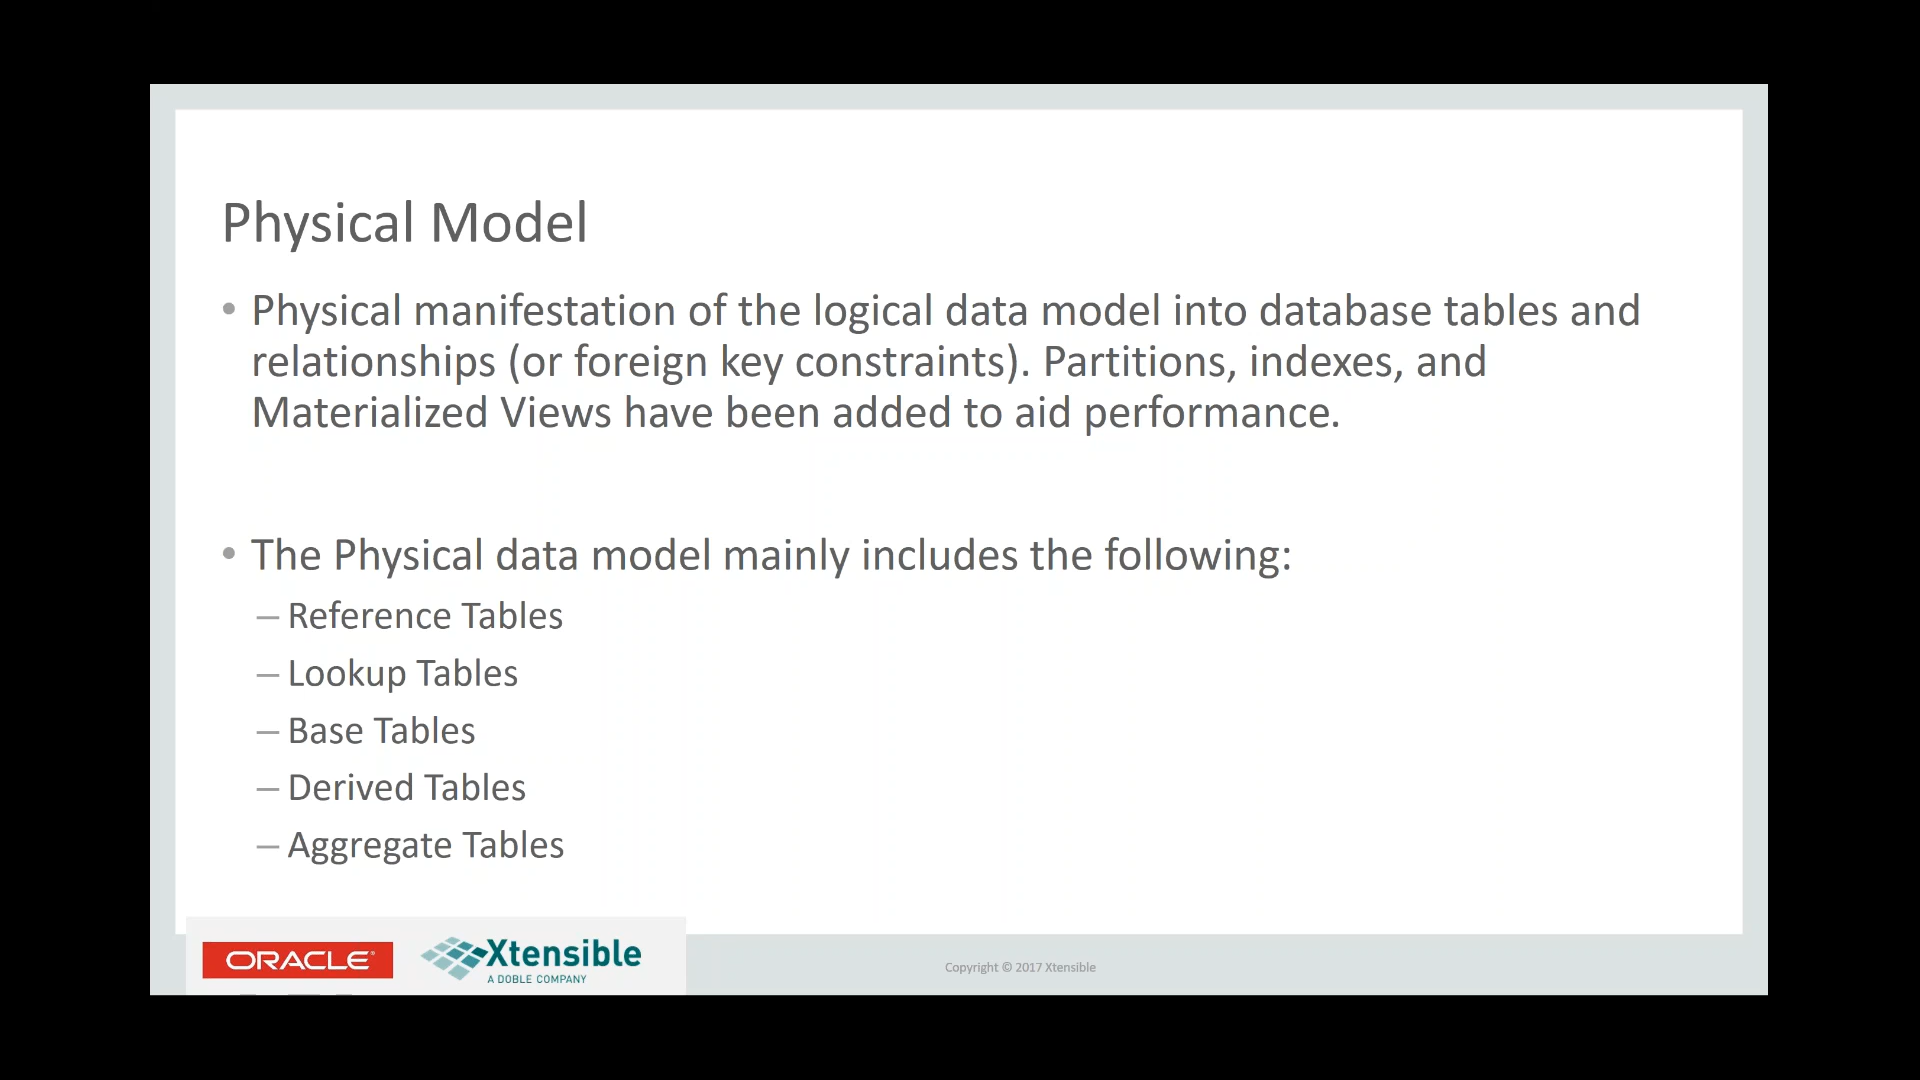 Physical Model
• Physical manifestation of the logical data model into database tables and
relationships (or foreign key constraints). Partitions, indexes, and
Materialized Views have been added to aid performance.
• The Physical data model mainly includes the following:
– Reference Tables
– Lookup Tables
– Base Tables
– Derived Tables
– Aggregate Tables
ORACLE®
Xtensible
A DOBLE COMPANY
Copyright © 2017 Xtensible